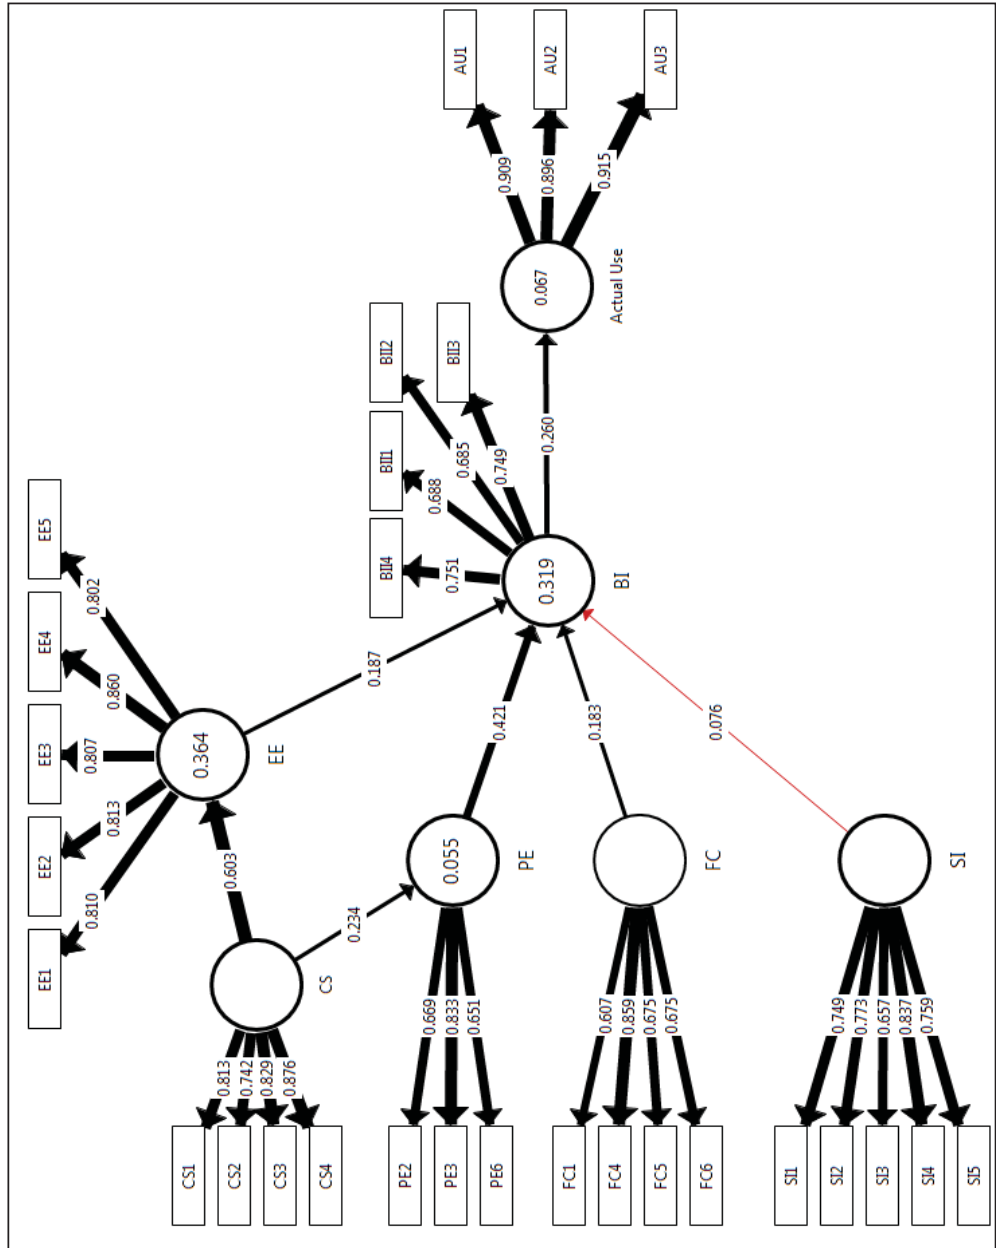 AU1
AU2
AU3
0.909
0.896
0.915
0.067
Actual Use
BII2
BII3
BII1
BII4
0.685
0.749
0.688
0.751
0.260
0.319
BI
EE5
EE4
EE3
EE2
EE1
0.802
0.860
0.807
0.813
0.810
0.364
EE
0.187
0.421
0.183
0.076
0.603
0.234
CS
0.055
PE
FC
SI
0.813
0.742
0.829
0.876
0.669
0.833
0.651
0.607
0.859
0.675
0.675
0.749
0.773
0.657
0.837
0.759
CS1
CS2
CS3
CS4
PE2
PE3
PE6
FC1
FC4
FC5
FC6
SI1
SI2
SI3
SI4
SI5